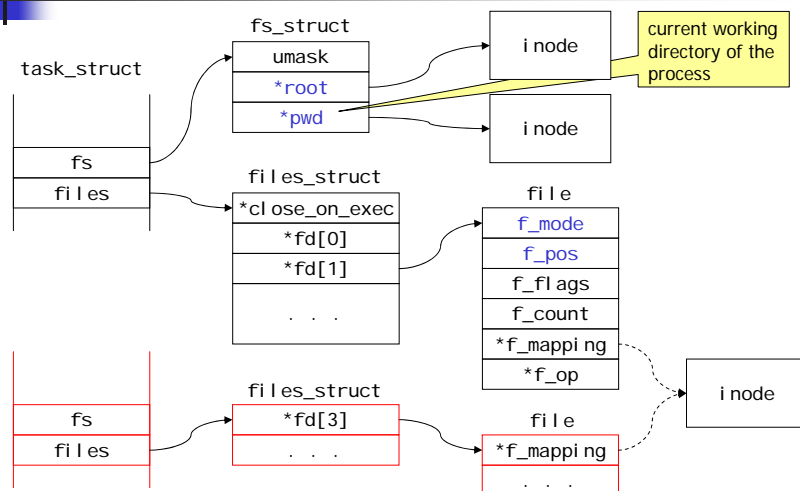 fs_struct
task_struct
umask
*root
*pwd
inode
inode
current working
directory of the
process
fs
files
files_struct
*close_on_exec
*fd[0]
*fd[1]
. . .
file
f_mode
f_pos
f_flags
f_count
*f_mapping
*f_op
inode
fs
files
files_struct
*fd[3]
. . .
file
*f_mapping
. . .